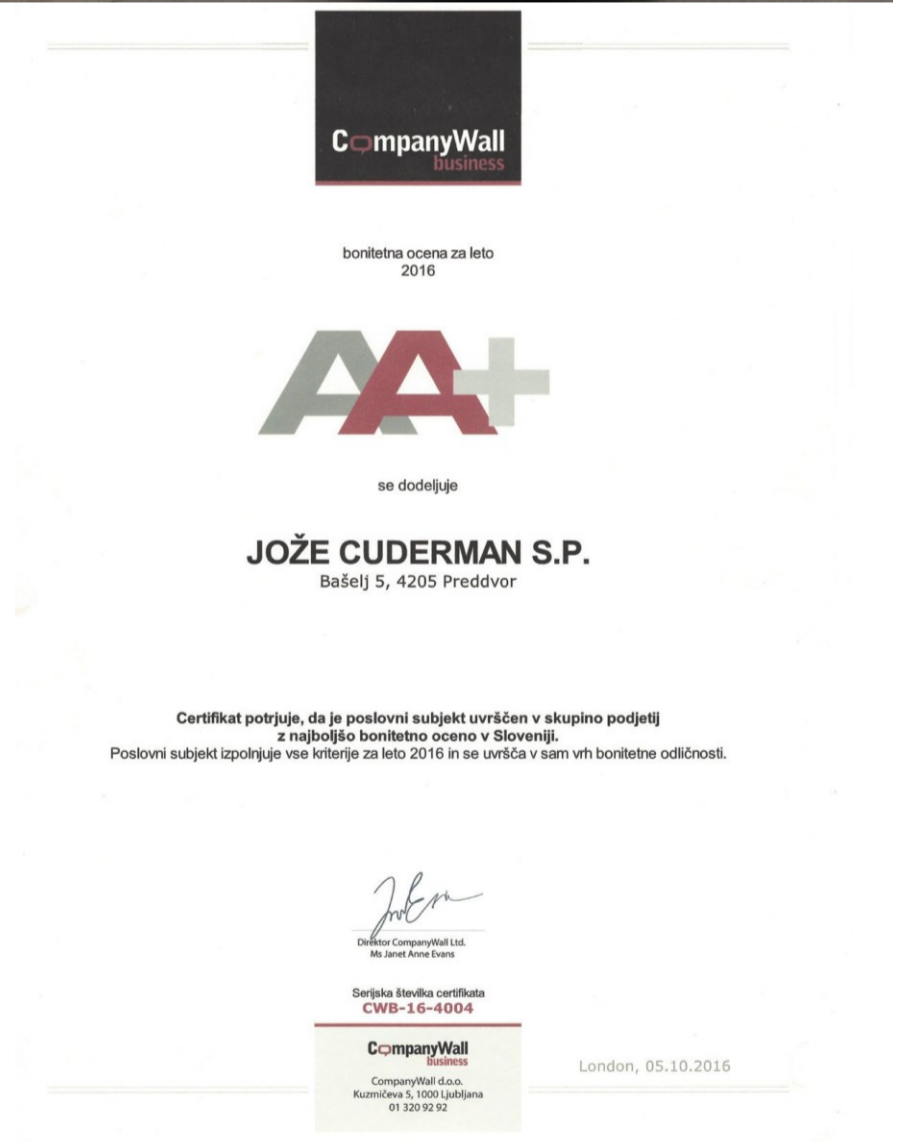 CompanyWall
business
bonitetna ocena za leto
2016
AA+
se dodeljuje
JOŽE CUDERMAN S.P.
Bašelj 5, 4205 Preddvor
Certifikat potrjuje, da je poslovni subjekt uvrščen v skupino podjetij
z najboljšo bonitetno oceno v Sloveniji.
Poslovni subjekt izpolnjuje vse kriterije za leto 2016 in se uvršča v sam vrh bonitetne odličnosti.
Direktor CompanyWall Ltd.
Ms Janet Anne Evans
Serijska številka certifikata
CWB-16-4004
CompanyWall
business
CompanyWall d.o.o.
Kuzmičeva 5, 1000 Ljubljana
01 320 92 92
London, 05.10.2016